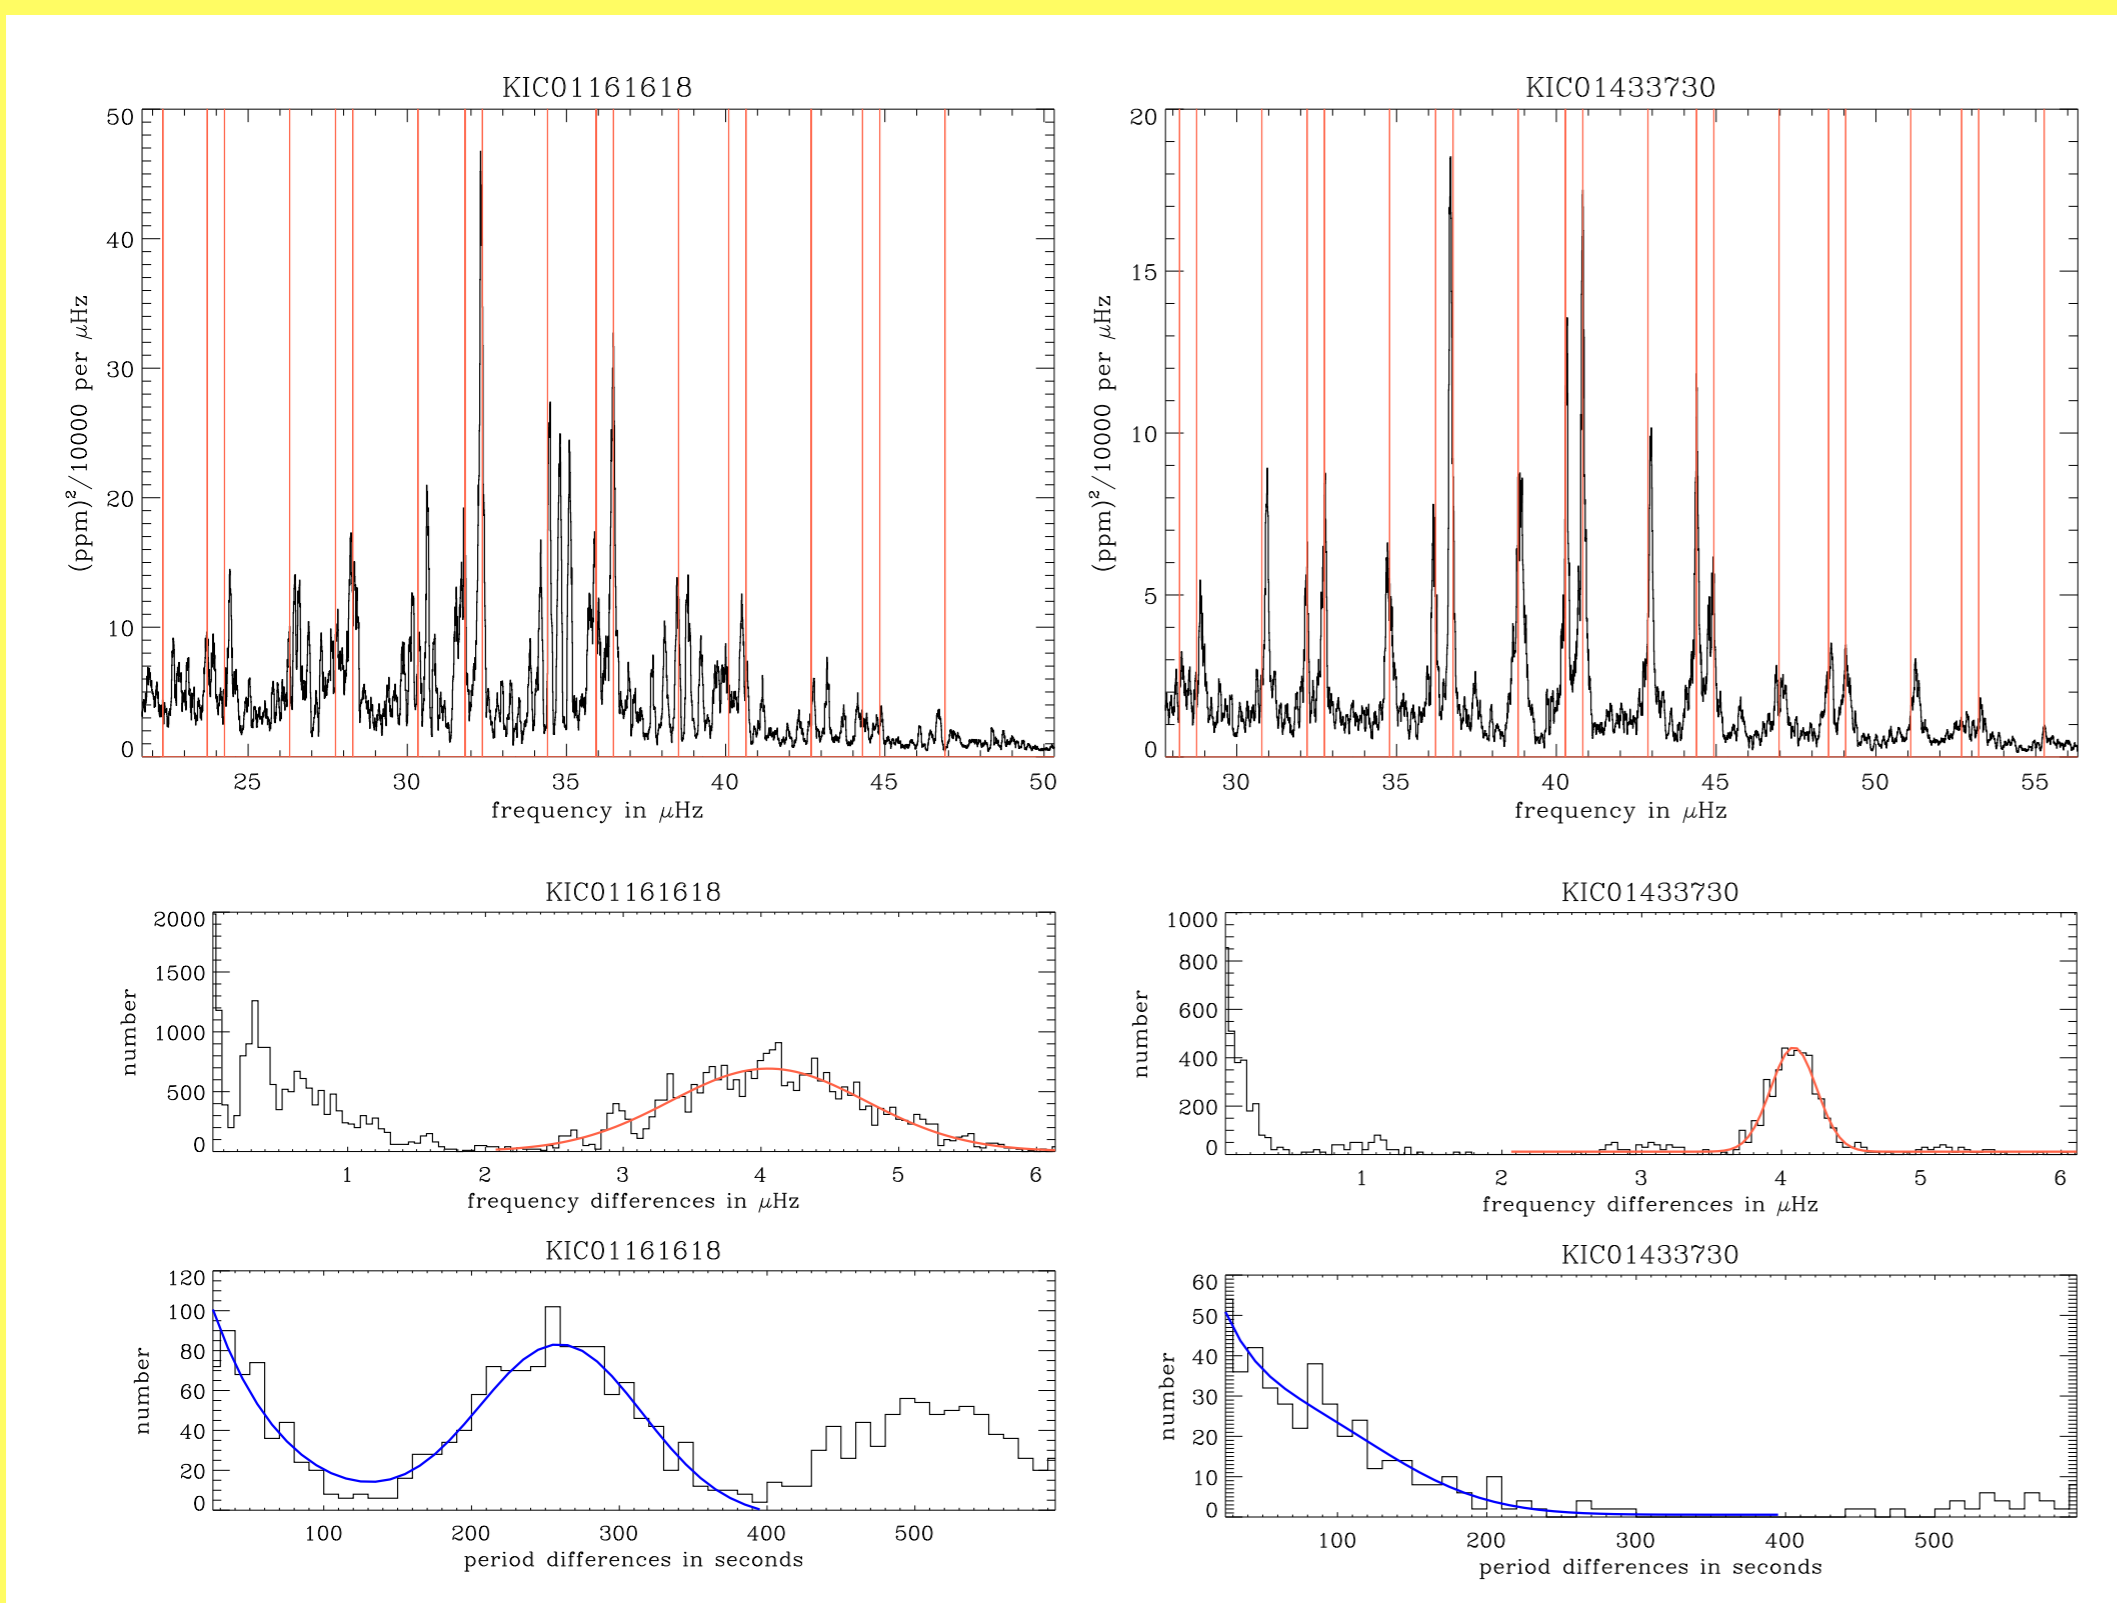 KIC01161618
50
40
30
20
10
0
(ppm)²/10000 per μHz
25 30 35 40 45 50
frequency in μHz
KIC01433730
20
15
10
5
0
(ppm)²/10000 per μHz
30 35 40 45 50 55
frequency in μHz
KIC01161618
2000
1500
1000
500
0
number
1 2 3 4 5 6
frequency differences in μHz
KIC01433730
1000
800
600
400
200
0
number
1 2 3 4 5 6
frequency differences in μHz
KIC01161618
120
100
80
60
40
20
0
number
100 200 300 400 500
period differences in seconds
KIC01433730
60
50
40
30
20
10
0
number
100 200 300 400 500
period differences in seconds